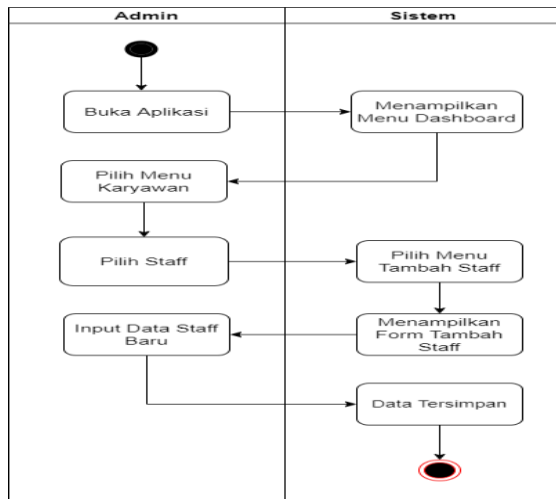 Admin
Sistem
Buka Aplikasi
Menampilkan
Menu Dashboard
Pilih Menu
Karyawan
Pilih Staff
Pilih Menu
Tambah Staff
Input Data Staff
Baru
Menampilkan
Form Tambah
Staff
Data Tersimpan